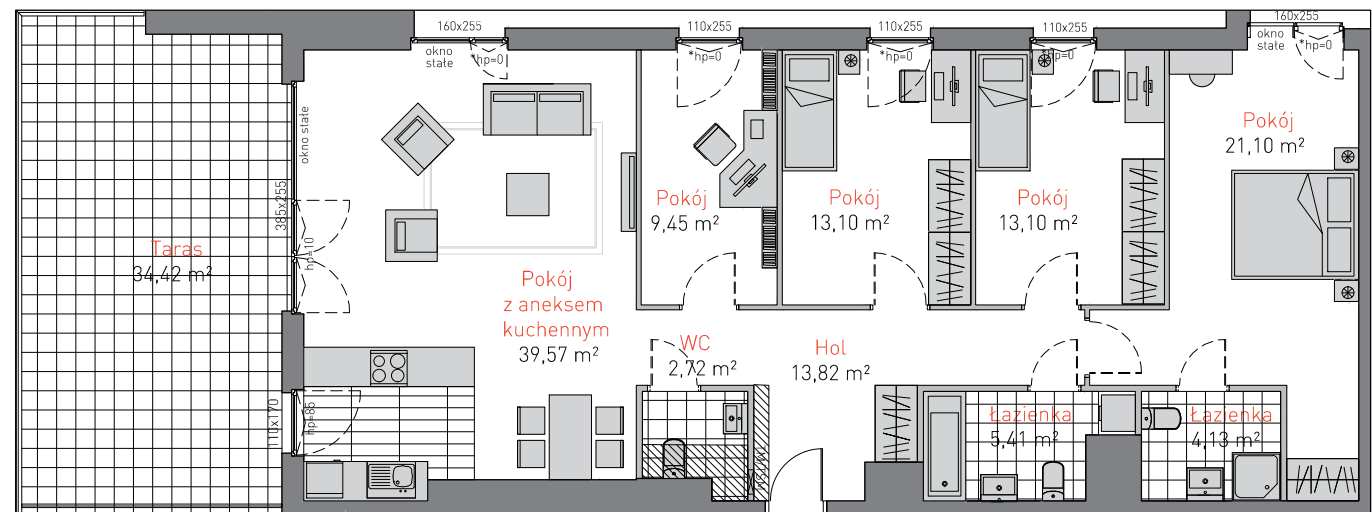 160x255
110x255
110x255
110x255
160x255
okno
stałe
*hp=0
*hp=0
*hp=0
*hp=0
okno
stałe
*hp=0
okno stałe
385x255
hp=10
110x170
hp=85
Taras
34,42 m²
Pokój
z aneksem
kuchennym
39,57 m²
Pokój
9,45 m²
Pokój
13,10 m²
Pokój
13,10 m²
Pokój
21,10 m²
WC
2,72 m²
Hol
13,82 m²
Łazienka
5,41 m²
Łazienka
4,13 m²